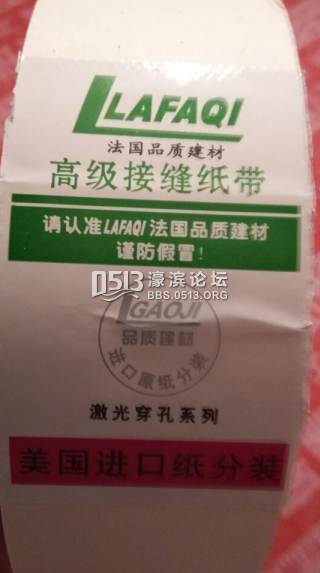 LAFAQI
法国品质建材
高级接缝纸带
请认准LAFAQI法国品质建材
谨防假冒！
0513濠滨论坛
BBS.0513.ORG
GAOJI
品质建材
进口原纸分装
激光穿孔系列
美国进口纸分装